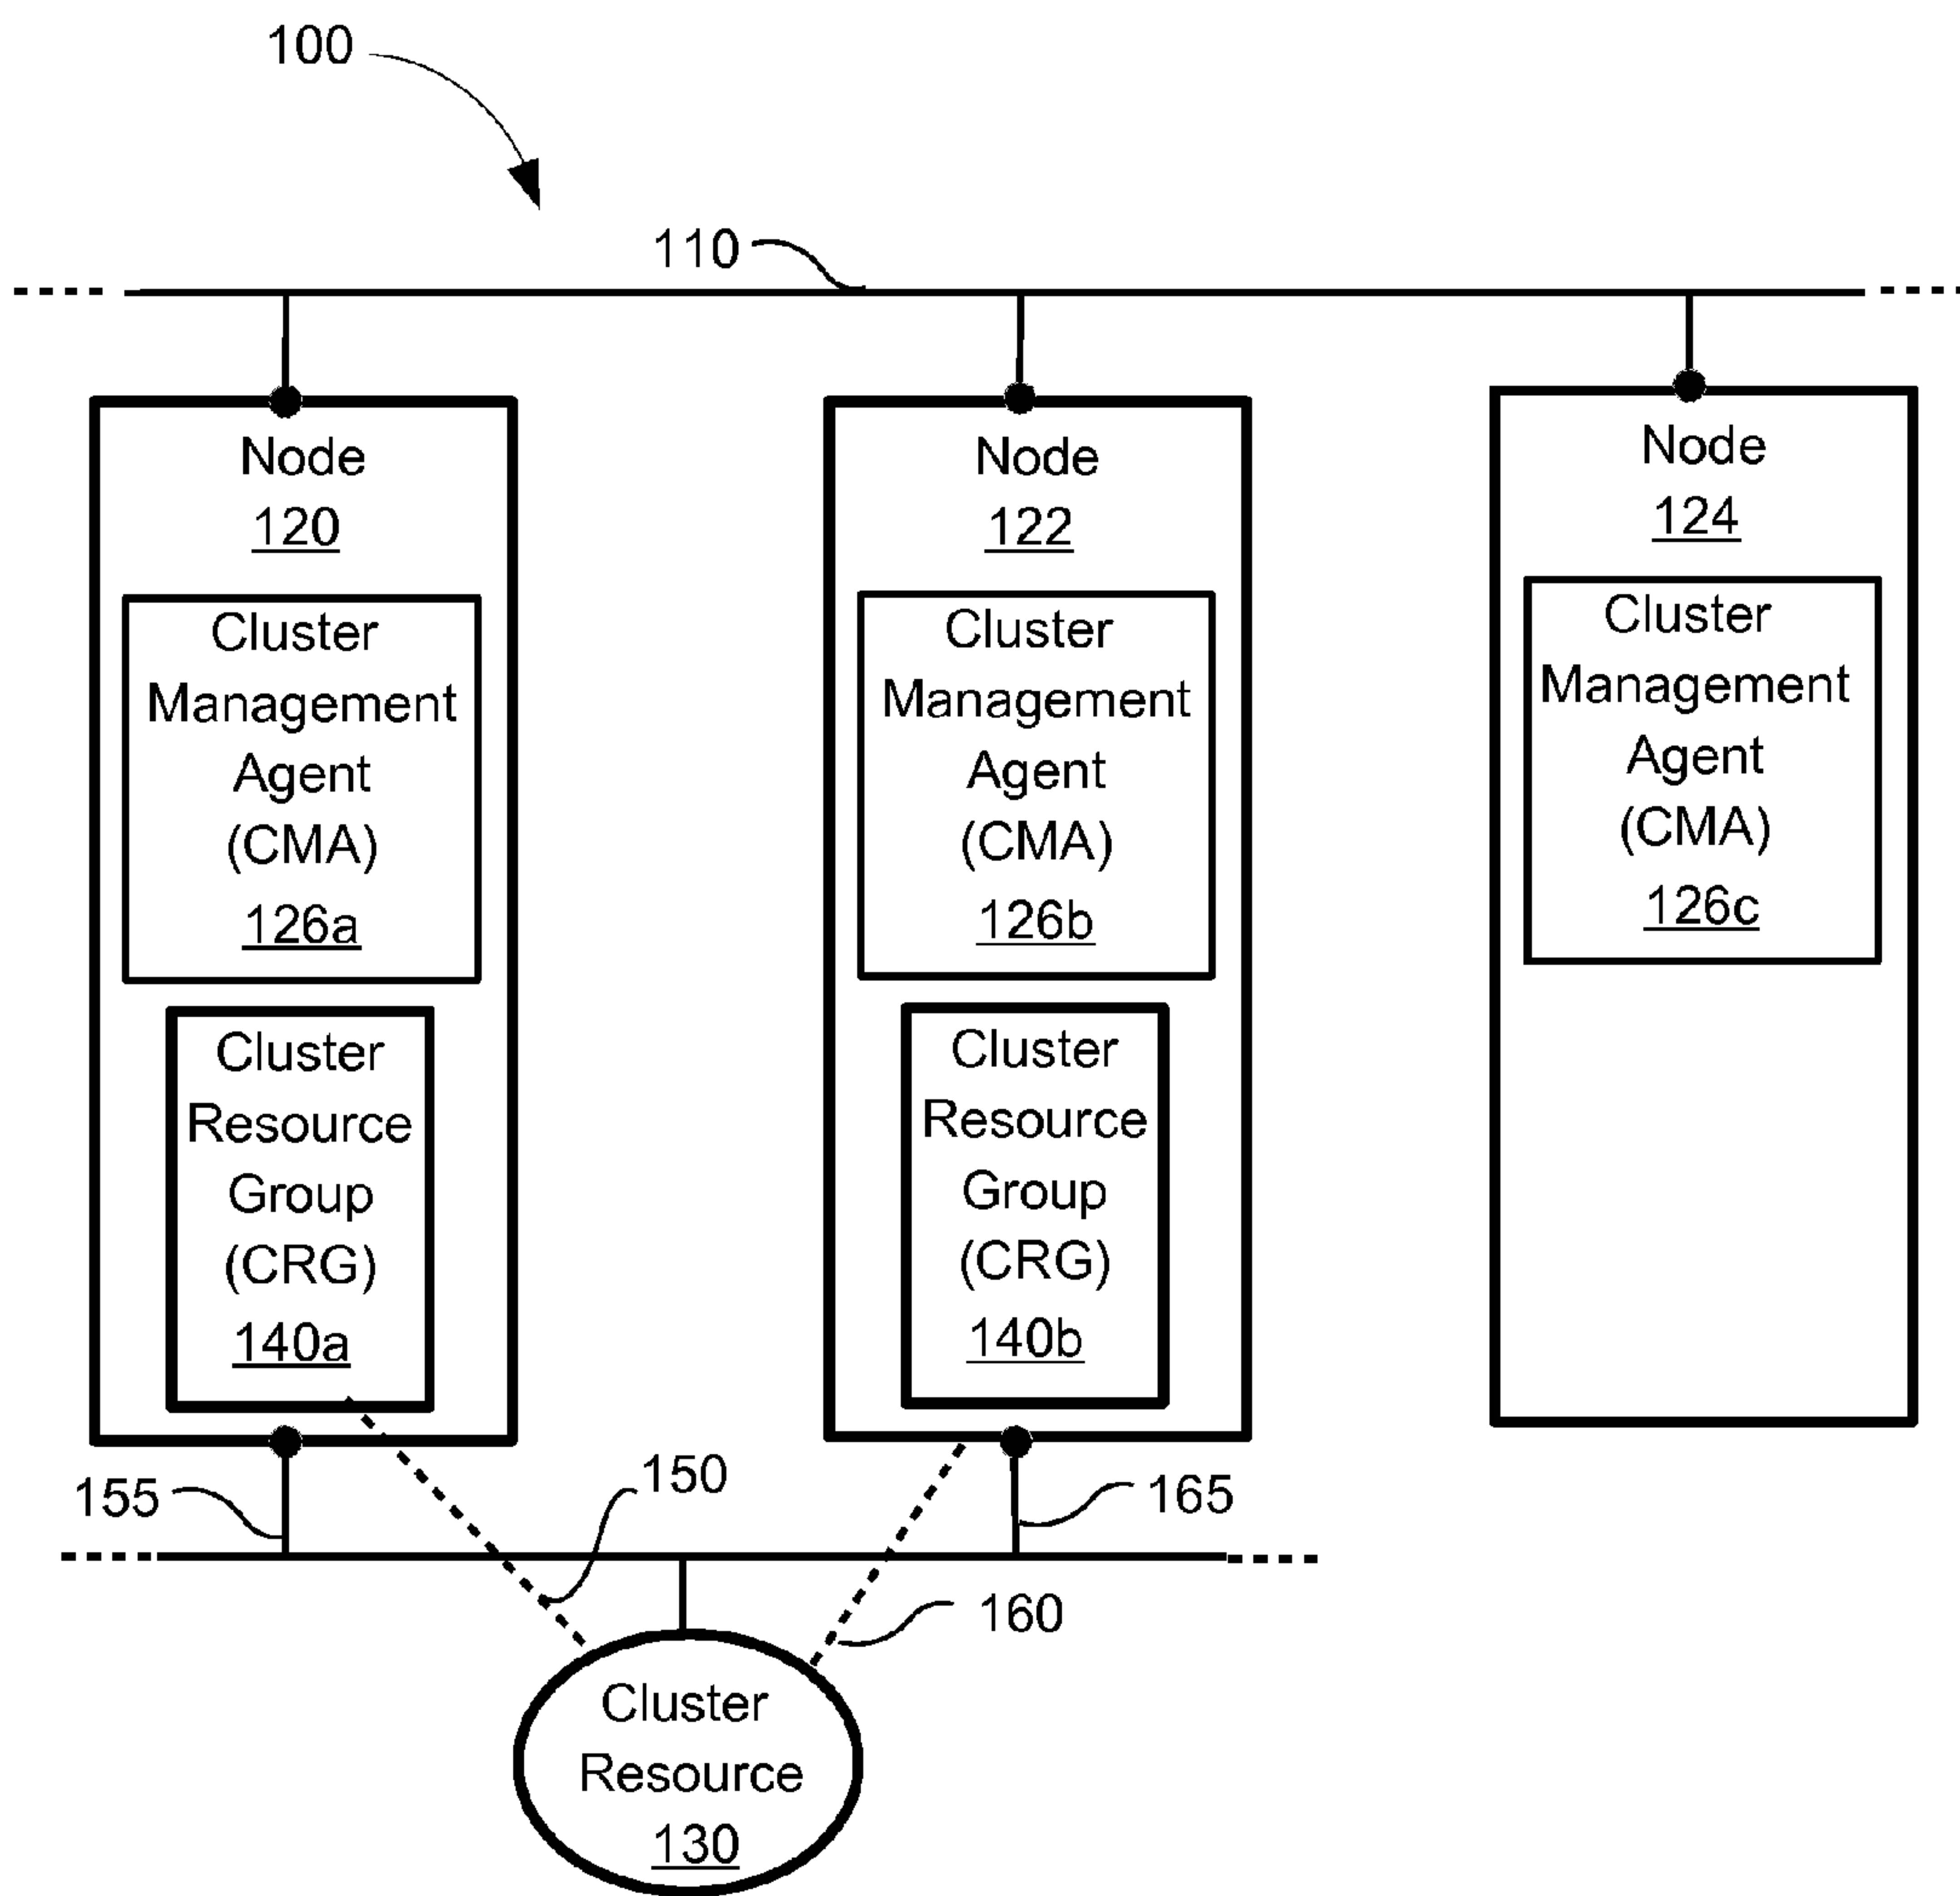 100
110
Node
120
Cluster
Management
Agent
(CMA)
126a
Cluster
Resource
Group
(CRG)
140a
Node
122
Cluster
Management
Agent
(CMA)
126b
Cluster
Resource
Group
(CRG)
140b
Node
124
Cluster
Management
Agent
(CMA)
126c
155
150
165
160
Cluster
Resource
130